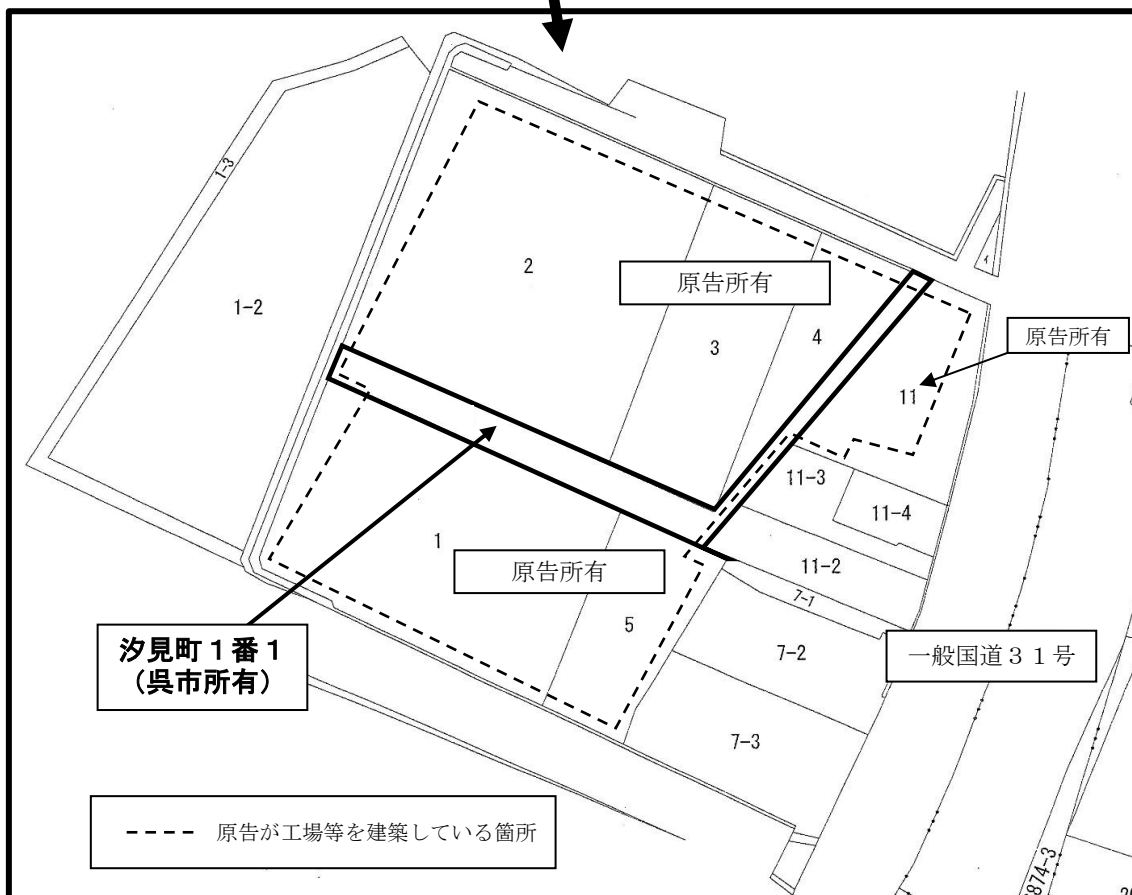 1-3
1-2
2
原告所有
3
4
イ
原告所有
11
11-3
11-4
11-2
7-1
1
原告所有
5
7-2
一般国道31号
7-3
汐見町1番1
(呉市所有)
原告が工場等を建築している箇所
874-3